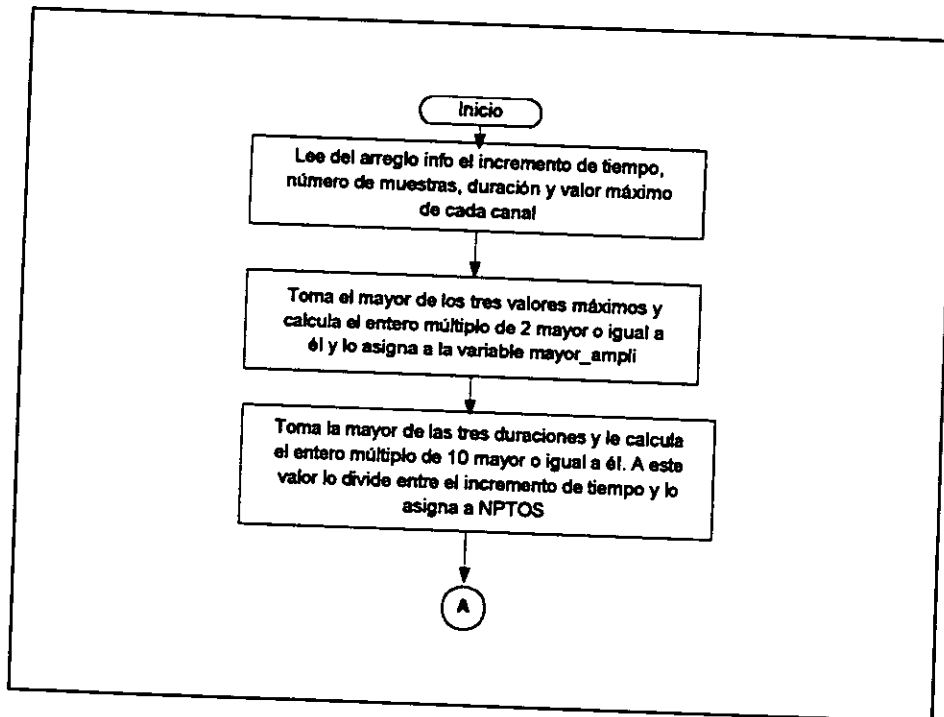 Inicio
Lee del arreglo info el incremento de tiempo,
número de muestras, duración y valor máximo
de cada canal
Toma el mayor de los tres valores máximos y
calcula el entero múltiplo de 2 mayor o igual a
él y lo asigna a la variable mayor_ampli
Toma la mayor de las tres duraciones y le calcula
el entero múltiplo de 10 mayor o igual a él. A este
valor lo divide entre el incremento de tiempo y lo
asigna a NPTOS
A